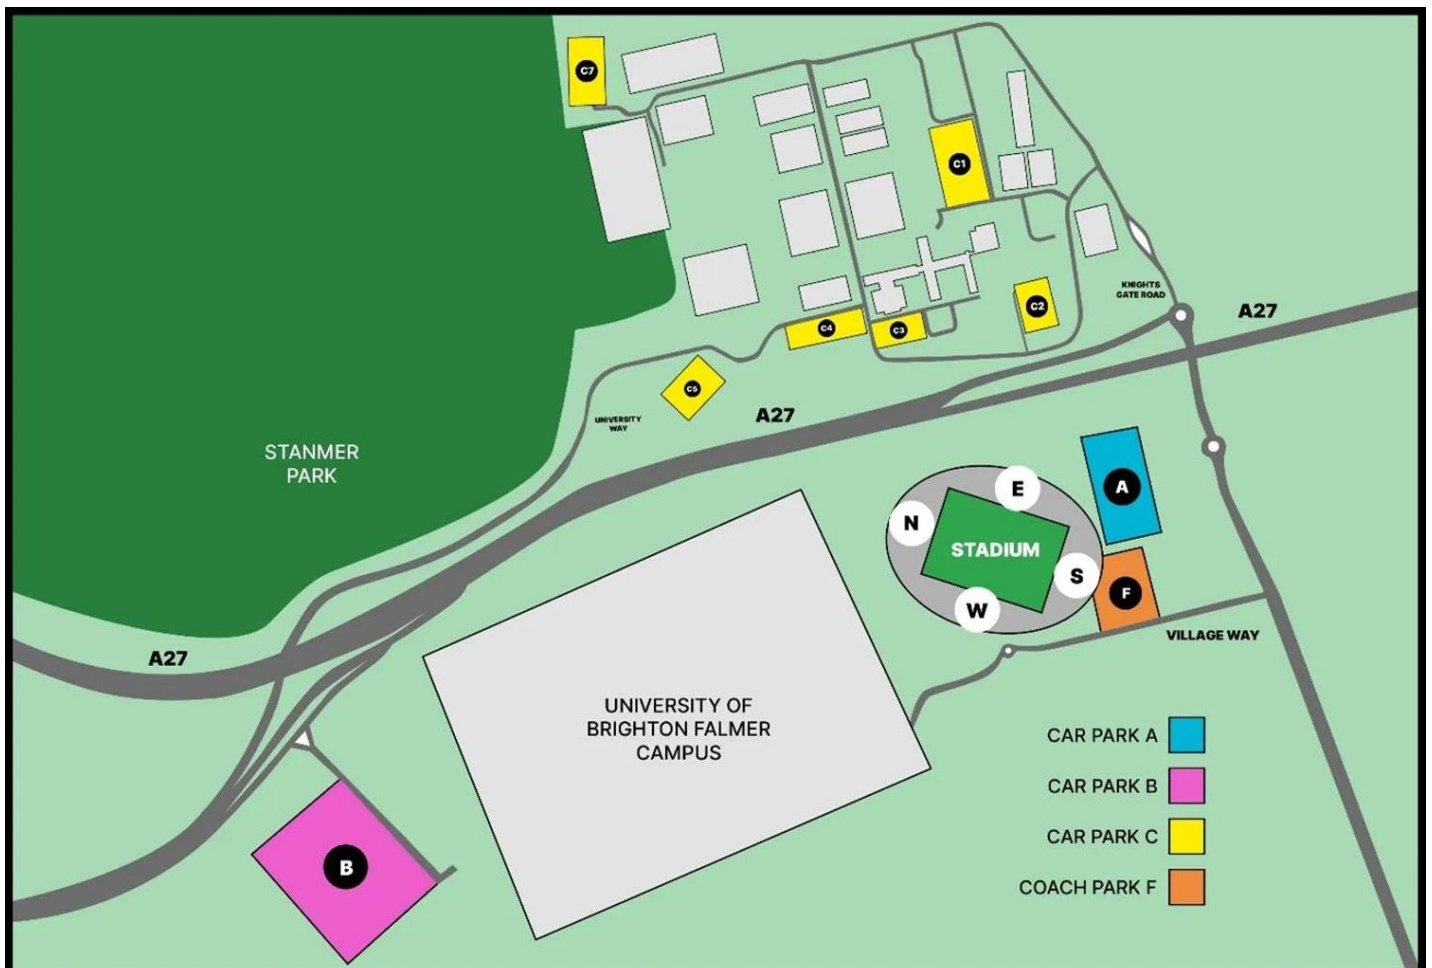 C7
C1
KNIGHTS
GATE ROAD
C2
A27
C4
C3
C5
A27
UNIVERSITY
WAY
STANMER
PARK
E
A
N
STADIUM
S
F
W
VILLAGE WAY
A27
UNIVERSITY OF
BRIGHTON FALMER
CAMPUS
B
CAR PARK A
CAR PARK B
CAR PARK C
COACH PARK F